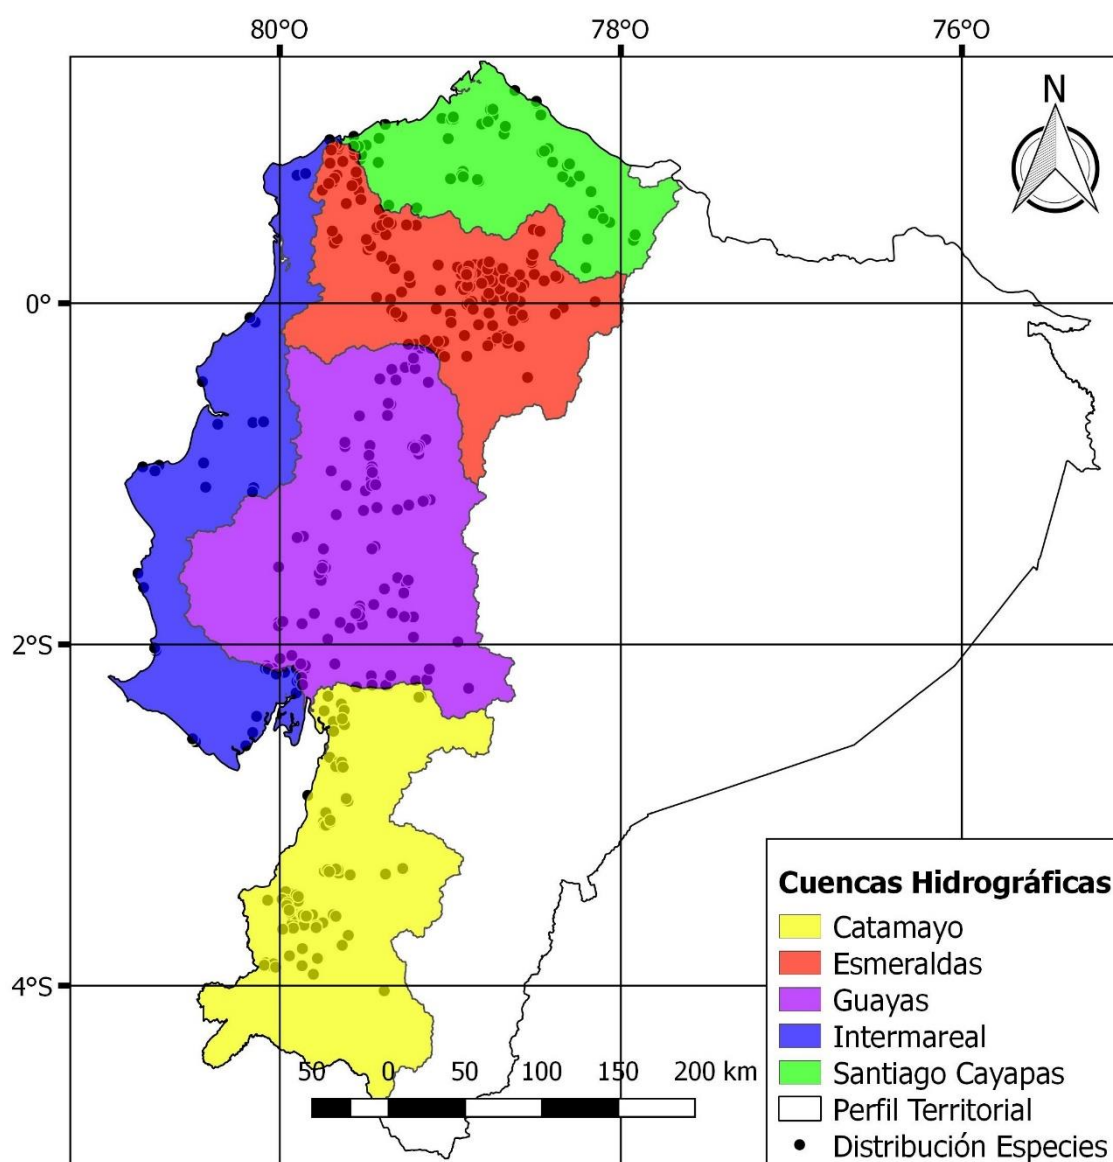 80°O 78°O 76°O
N
0°
2°S
4°S
50 0 50 100 150 200 km
Cuencas Hidrográficas
Catamayo
Esmeraldas
Guayas
Intermareal
Santiago Cayapas
Perfil Territorial
Distribución Especies